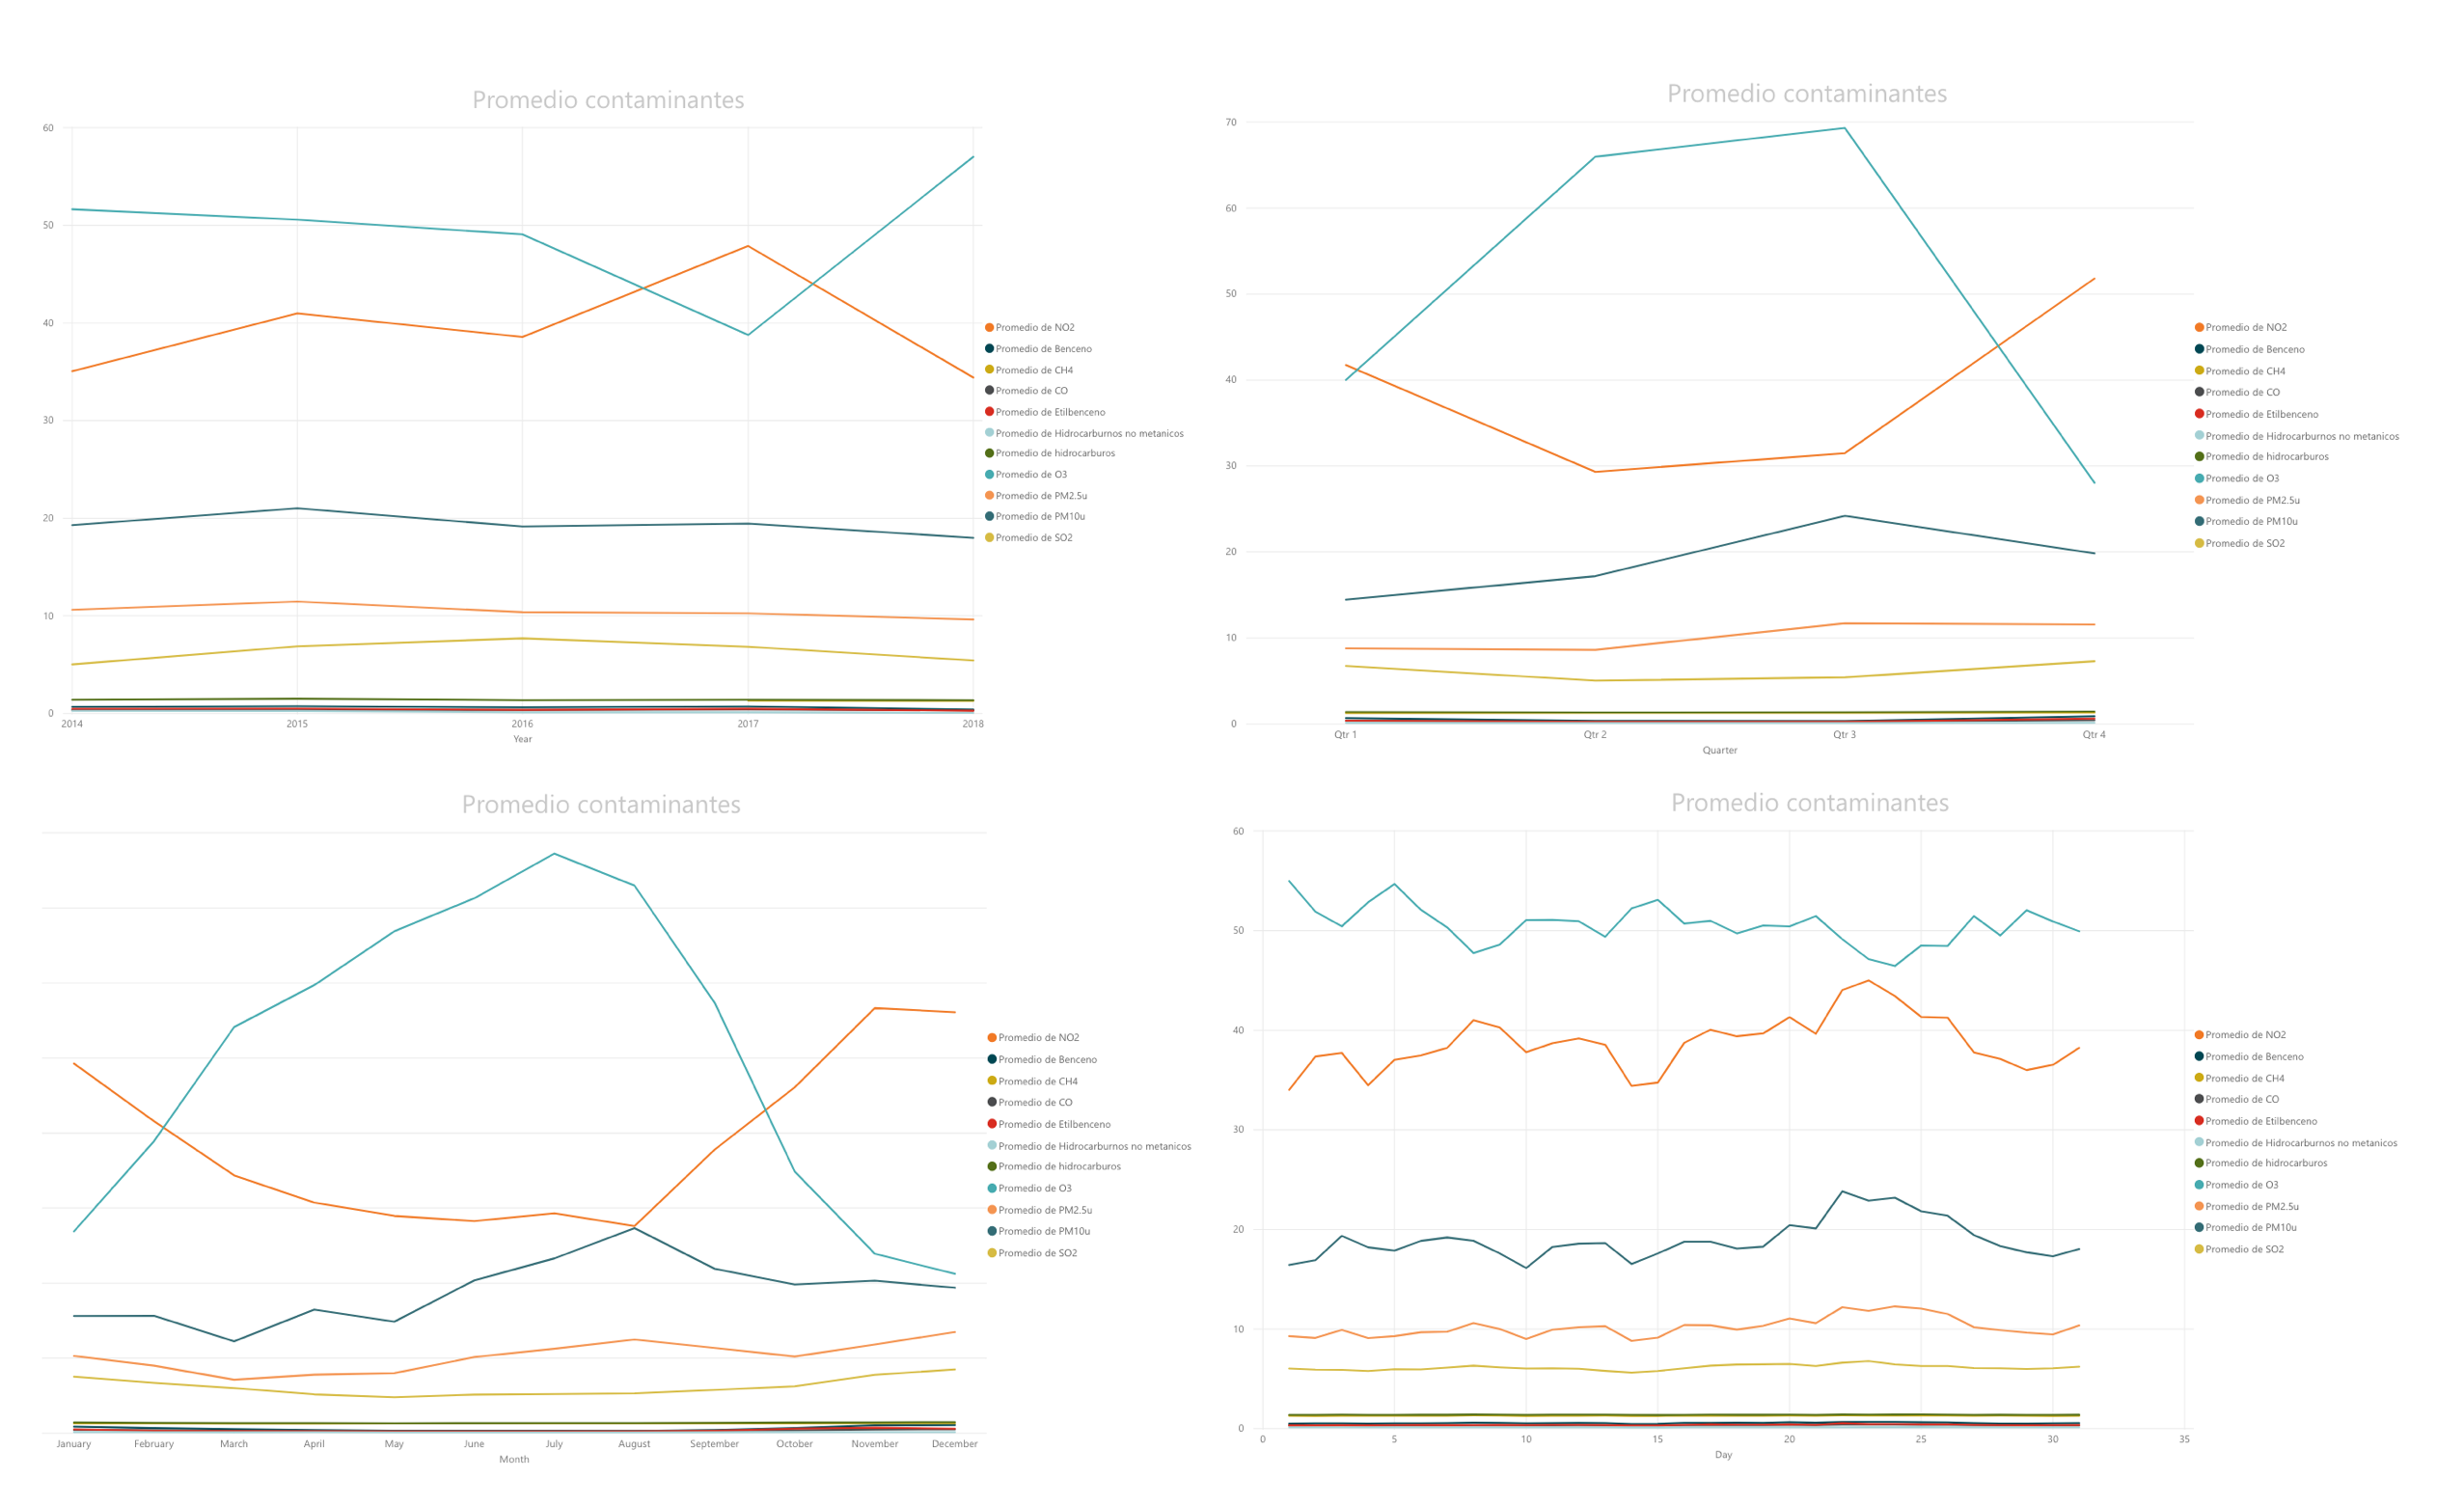 Promedio contaminantes
60
50
40
30
20
10
0
2014 2015 2016 2017 2018
Year
Promedio de NO2
Promedio de Benceno
Promedio de CH4
Promedio de CO
Promedio de Etilbenceno
Promedio de Hidrocarburnos no metanicos
Promedio de hidrocarburos
Promedio de O3
Promedio de PM2.5u
Promedio de PM10u
Promedio de SO2
Promedio contaminantes
70
60
50
40
30
20
10
0
Qtr 1 Qtr 2 Qtr 3 Qtr 4
Quarter
Promedio de NO2
Promedio de Benceno
Promedio de CH4
Promedio de CO
Promedio de Etilbenceno
Promedio de Hidrocarburnos no metanicos
Promedio de hidrocarburos
Promedio de O3
Promedio de PM2.5u
Promedio de PM10u
Promedio de SO2
Promedio contaminantes
January February March April May June July August September October November December
Month
Promedio de NO2
Promedio de Benceno
Promedio de CH4
Promedio de CO
Promedio de Etilbenceno
Promedio de Hidrocarburnos no metanicos
Promedio de hidrocarburos
Promedio de O3
Promedio de PM2.5u
Promedio de PM10u
Promedio de SO2
Promedio contaminantes
60
50
40
30
20
10
0
0 5 10 15 20 25 30 35
Day
Promedio de NO2
Promedio de Benceno
Promedio de CH4
Promedio de CO
Promedio de Etilbenceno
Promedio de Hidrocarburnos no metanicos
Promedio de hidrocarburos
Promedio de O3
Promedio de PM2.5u
Promedio de PM10u
Promedio de SO2